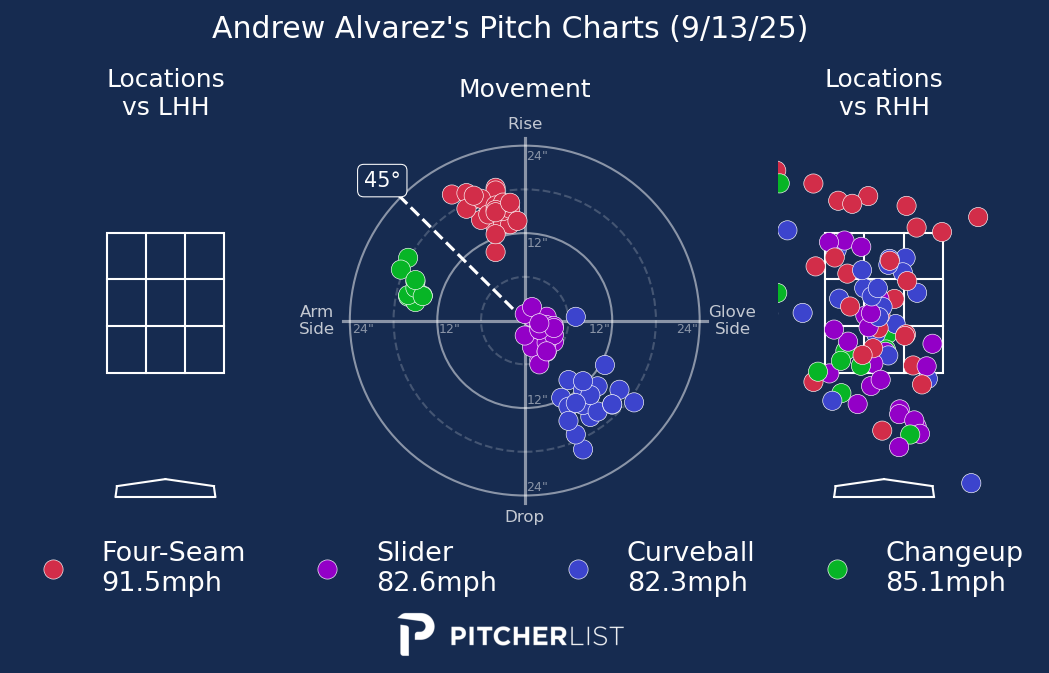 Andrew Alvarez's Pitch Charts (9/13/25)
Locations
vs LHH
Movement
Locations
vs RHH
Rise
24"
45°
12"
Arm
Side
24"
12"
12"
24"
Glove
Side
12"
24"
Drop
Four-Seam
91.5mph
Slider
82.6mph
Curveball
82.3mph
Changeup
85.1mph
PITCHERLIST